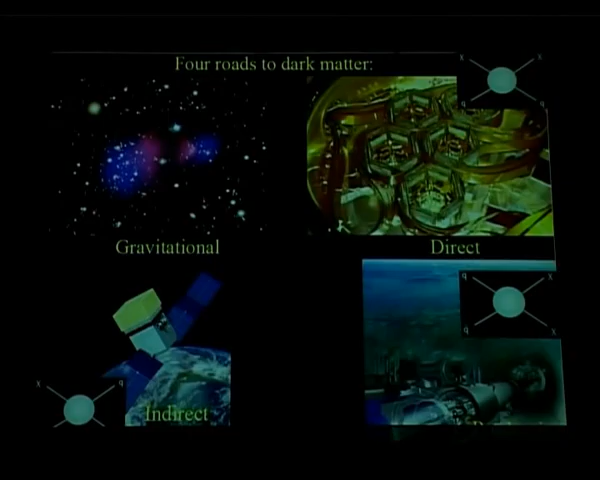 Four roads to dark matter:
X X
q q
Gravitational
Direct
q X
q̄ X
X q
Indirect